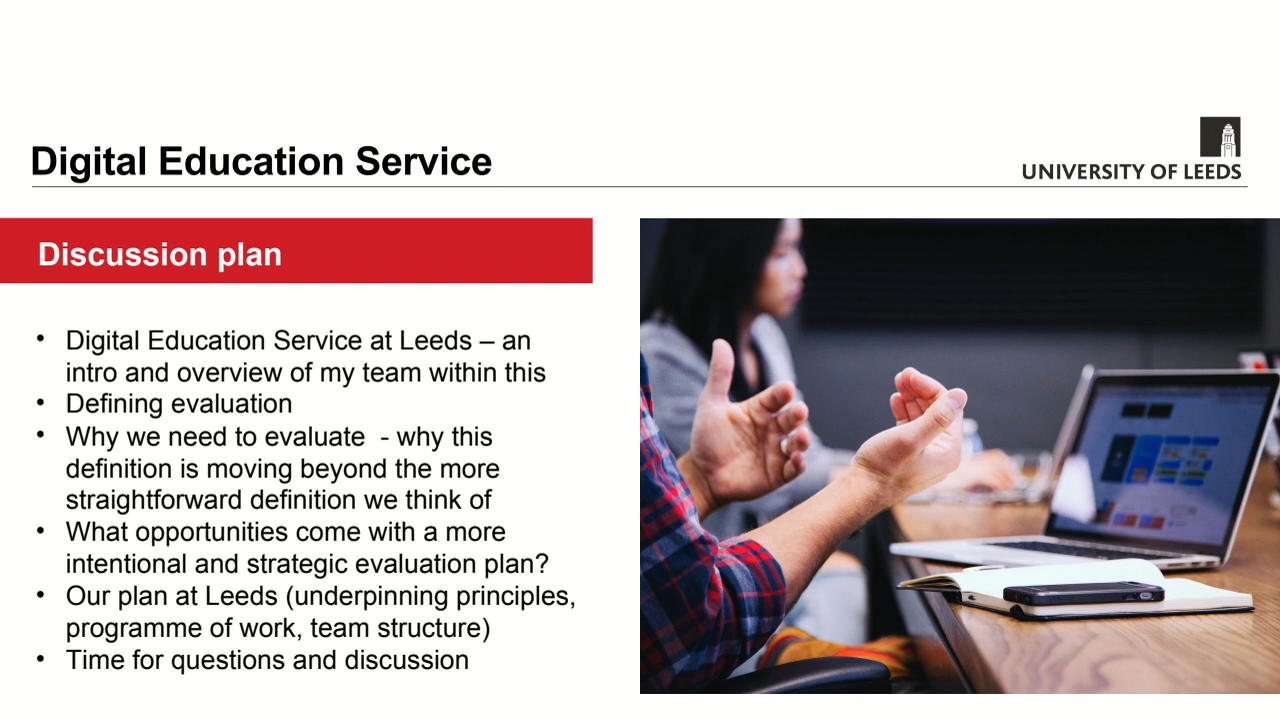 Digital Education Service
UNIVERSITY OF LEEDS
Discussion plan
• Digital Education Service at Leeds – an
intro and overview of my team within this
• Defining evaluation
• Why we need to evaluate  - why this
definition is moving beyond the more
straightforward definition we think of
• What opportunities come with a more
intentional and strategic evaluation plan?
• Our plan at Leeds (underpinning principles,
programme of work, team structure)
• Time for questions and discussion